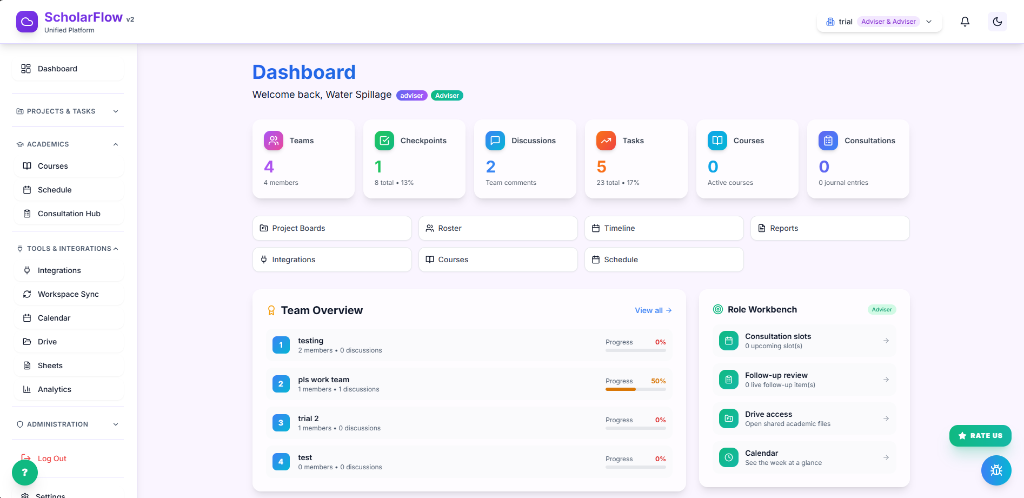 ScholarFlow v2
Unified Platform
trial Adviser & Adviser
Dashboard
PROJECTS & TASKS
ACADEMICS
Courses
Schedule
Consultation Hub
TOOLS & INTEGRATIONS
Integrations
Workspace Sync
Calendar
Drive
Sheets
Analytics
ADMINISTRATION
Log Out
?
Settings
Dashboard
Welcome back, Water Spillage adviser Adviser
Teams
4
4 members
Checkpoints
1
8 total • 13%
Discussions
2
Team comments
Tasks
5
23 total • 17%
Courses
0
Active courses
Consultations
0
0 journal entries
Project Boards
Roster
Timeline
Reports
Integrations
Courses
Schedule
Team Overview
View all →
1 testing Progress 0%
2 members • 0 discussions
2 pls work team Progress 50%
1 members • 1 discussions
3 trial 2 Progress 0%
1 members • 0 discussions
4 test Progress 0%
0 members • 0 discussions
Role Workbench Adviser
Consultation slots
0 upcoming slot(s)
Follow-up review
0 live follow-up item(s)
Drive access
Open shared academic files
Calendar
See the week at a glance
RATE US